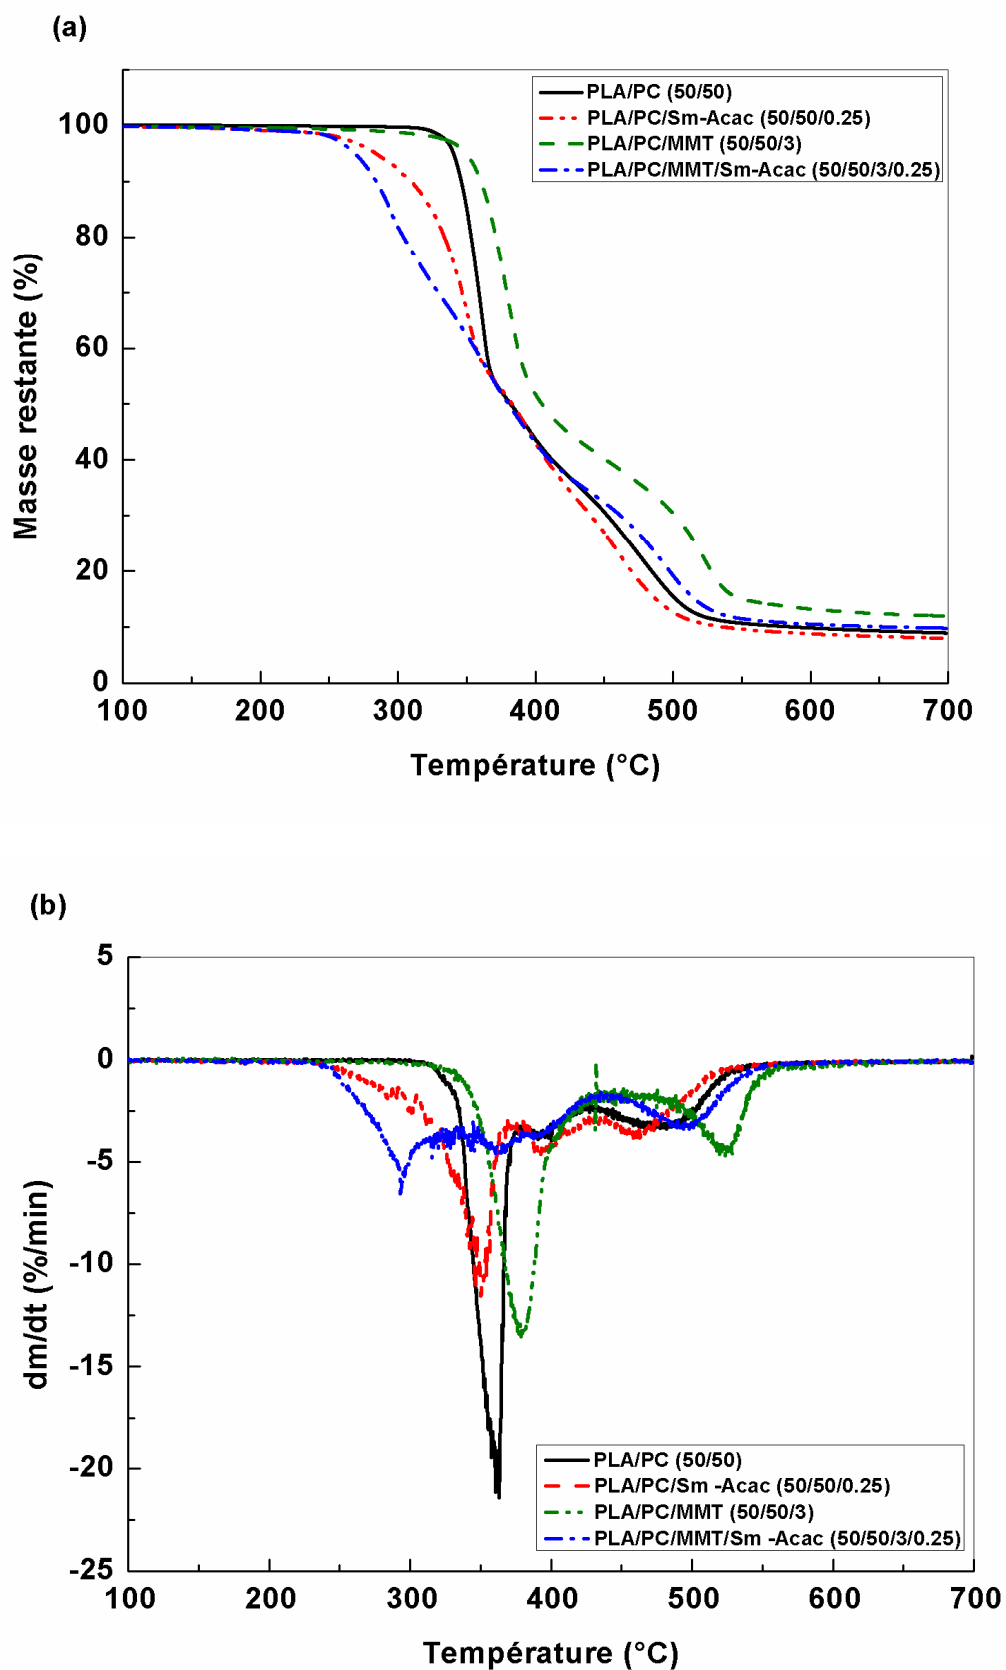 (a)
PLA/PC (50/50)
PLA/PC/Sm-Acac (50/50/0.25)
PLA/PC/MMT (50/50/3)
PLA/PC/MMT/Sm-Acac (50/50/3/0.25)
100
80
60
40
20
0
Masse restante (%)
100 200 300 400 500 600 700
Température (°C)
(b)
5
0
-5
-10
-15
-20
-25
dm/dt (%/min)
PLA/PC (50/50)
PLA/PC/Sm -Acac (50/50/0.25)
PLA/PC/MMT (50/50/3)
PLA/PC/MMT/Sm -Acac (50/50/3/0.25)
100 200 300 400 500 600 700
Température (°C)